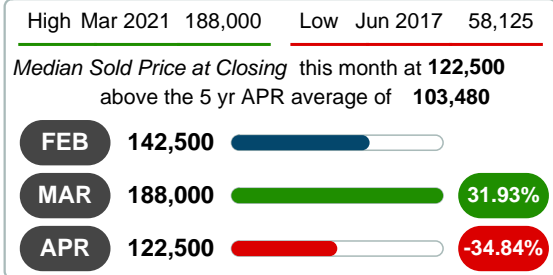 High Mar 2021 188,000 Low Jun 2017 58,125
Median Sold Price at Closing this month at 122,500
above the 5 yr APR average of 103,480
FEB 142,500
MAR 188,000 31.93%
APR 122,500 -34.84%